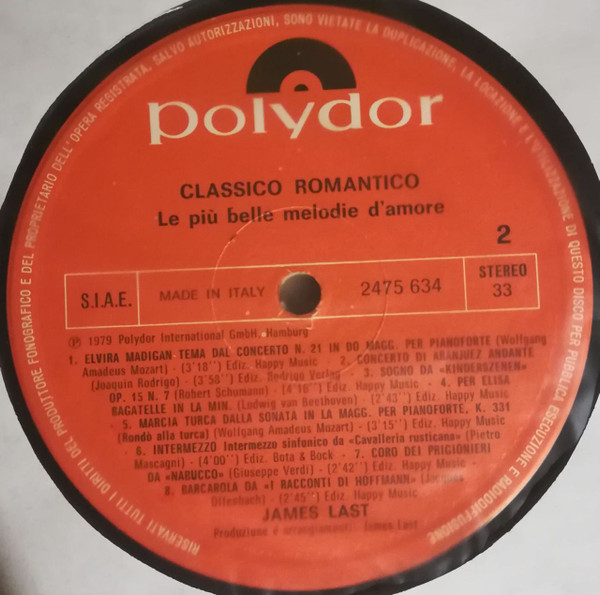 RISERVATI TUTTI I DIRITTI DEL PRODUTTORE FONOGRAFICO E DEL PROPRIETARIO DELL'OPERA REGISTRATA, SALVO AUTORIZZAZIONI, SONO VIETATE LA DUPLICAZIONE, LA LOCAZIONE E L'UTILIZZAZIONE DI QUESTO DISCO PER PUBBLICA ESECUZIONE E RADIODIFFUSIONE
polydor
CLASSICO ROMANTICO
Le più belle melodie d'amore
2
S.I.A.E. MADE IN ITALY 2475 634 STEREO
33
℗ 1979 Polydor International GmbH, Hamburg
1. ELVIRA MADIGAN TEMA DAL CONCERTO N. 21 IN DO MAGG. PER PIANOFORTE (Wolfgang
Amadeus Mozart) - (3'18'') Ediz. Happy Music - 2. CONCERTO DI ARANJUEZ ANDANTE
(Joaquin Rodrigo) - (3'58'') Ediz. Rodrigo Verlag - 3. SOGNO DA «KINDERSZENEN»
OP. 15 N. 7 (Robert Schumann) - (4'10'') Ediz. Happy Music - 4. PER ELISA
BAGATELLE IN LA MIN. (Ludwig van Beethoven) - (2'43'') Ediz. Happy Music
- 5. MARCIA TURCA DALLA SONATA IN LA MAGG. PER PIANOFORTE, K. 331
(Rondò alla turca) (Wolfgang Amadeus Mozart) - (3'15'') Ediz. Happy Music
- 6. INTERMEZZO Intermezzo sinfonico da «Cavalleria rusticana» (Pietro
Mascagni) - (4'00'') Ediz. Bota & Bock - 7. CORO DEI PRIGIONIERI
DA «NABUCCO» (Giuseppe Verdi) - (2'42'') Ediz. Happy Music -
8. BARCAROLA DA «I RACCONTI DI HOFFMANN» (Jacques
Offenbach) - (2'45'') Ediz. Happy Music
JAMES LAST
Produzione e arrangiamenti: James Last